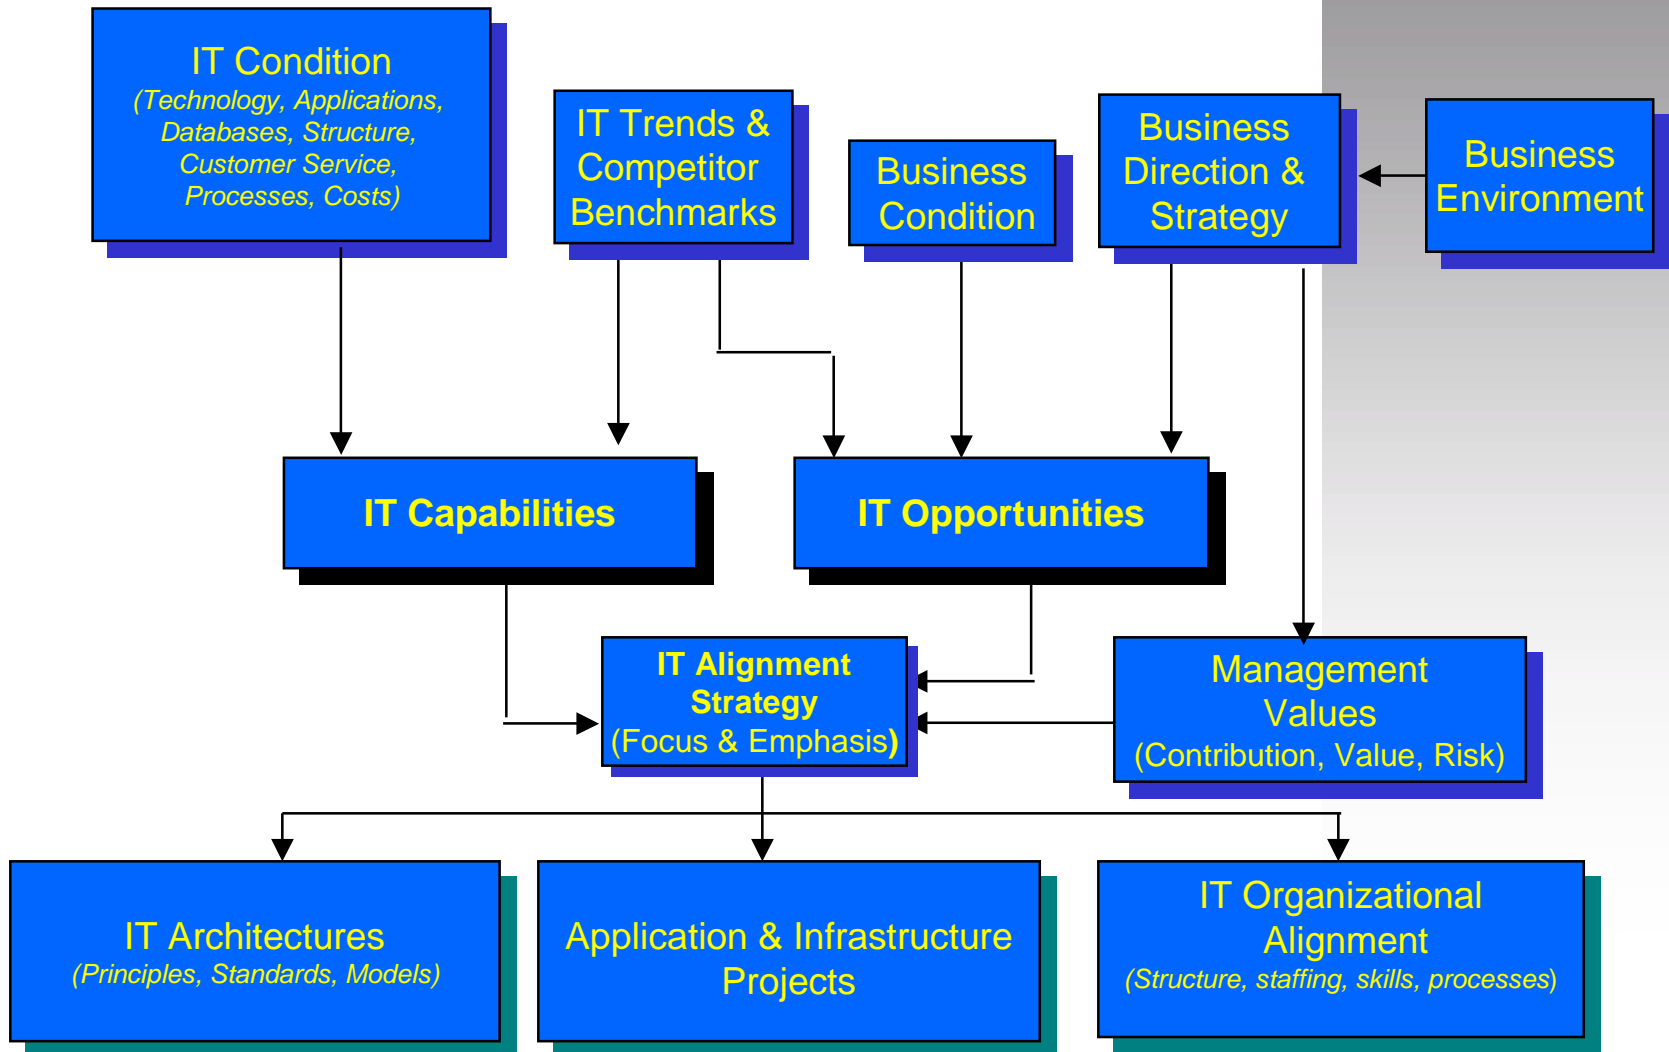 IT Condition
(Technology, Applications,
Databases, Structure,
Customer Service,
Processes, Costs)
IT Trends &
Competitor
Benchmarks
Business
Condition
Business
Direction &
Strategy
Business
Environment
IT Capabilities
IT Opportunities
IT Alignment
Strategy
(Focus & Emphasis)
Management
Values
(Contribution, Value, Risk)
IT Architectures
(Principles, Standards, Models)
Application & Infrastructure
Projects
IT Organizational
Alignment
(Structure, staffing, skills, processes)